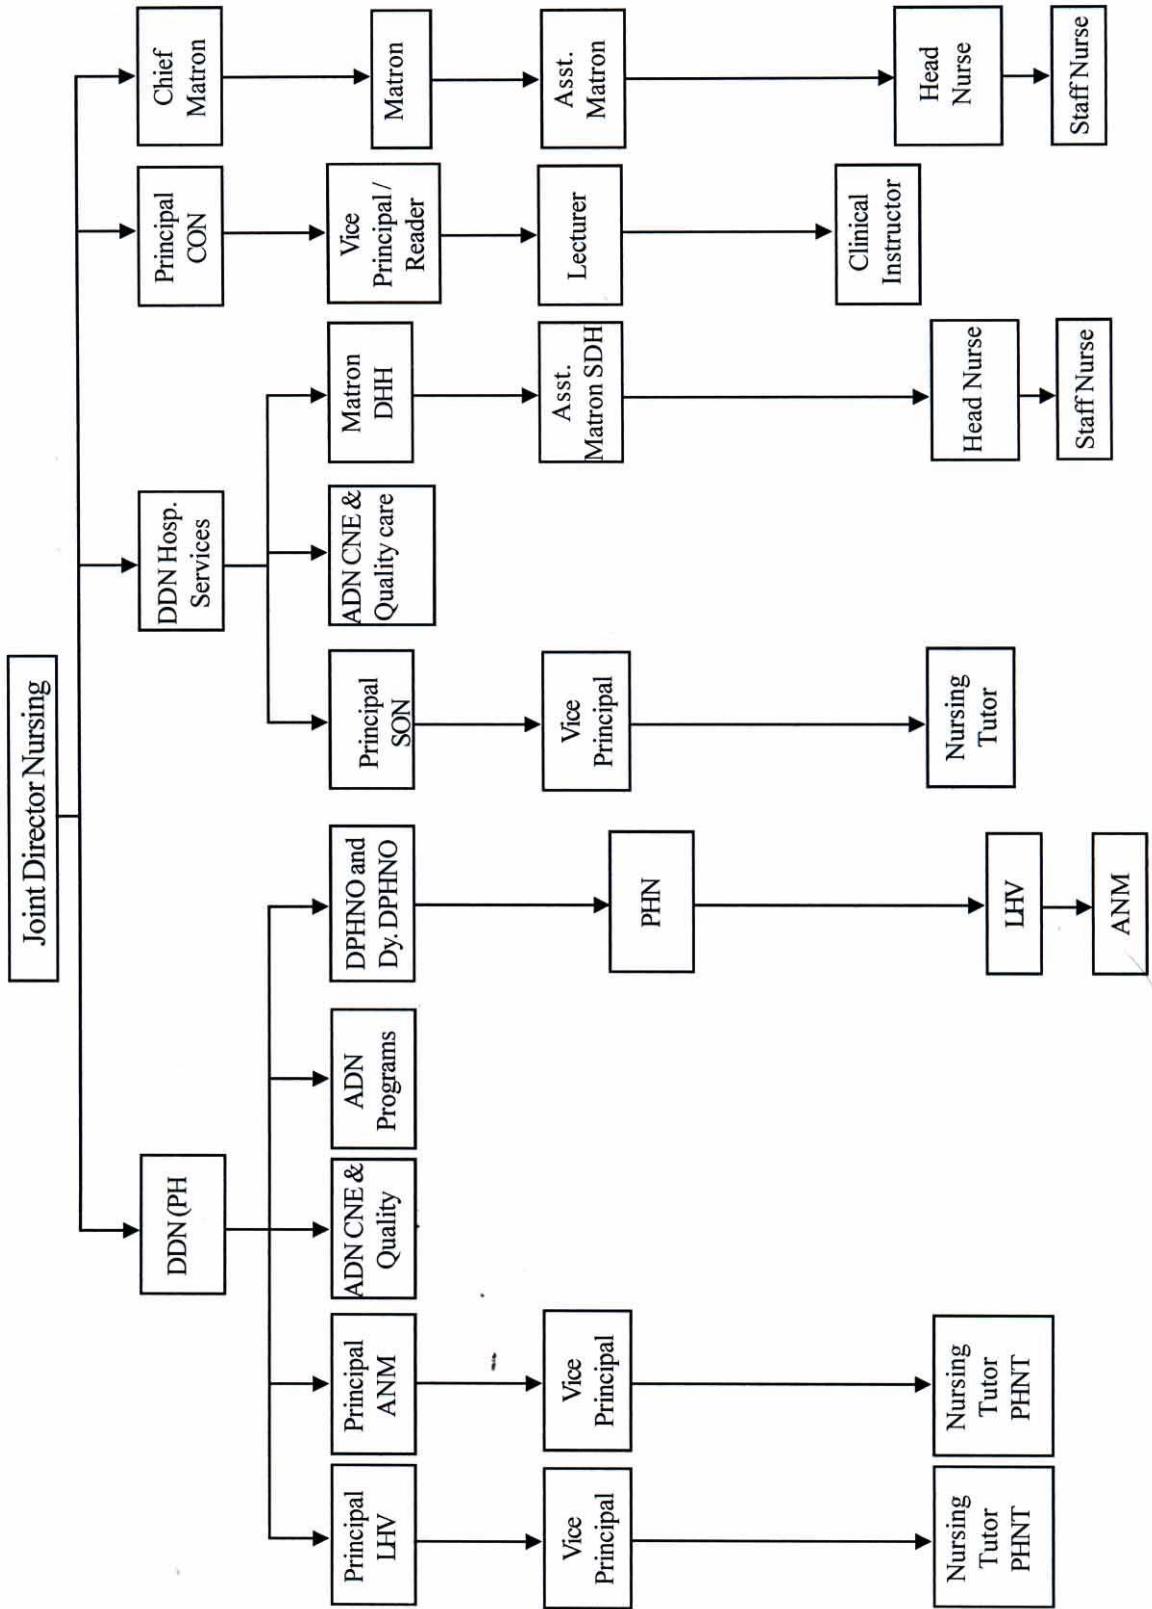 Joint Director Nursing
DDN (PH
DDN Hosp.
Services
Principal
CON
Chief
Matron
Principal
LHV
Principal
ANM
ADN CNE &
Quality
ADN
Programs
DPHNO and
Dy. DPHNO
Principal
SON
ADN CNE &
Quality care
Matron
DHH
Vice
Principal /
Reader
Matron
Vice
Principal
Vice
Principal
PHN
Vice
Principal
Asst.
Matron SDH
Lecturer
Asst.
Matron
Nursing
Tutor
PHNT
Nursing
Tutor
PHNT
LHV
ANM
Nursing
Tutor
Head Nurse
Staff Nurse
Clinical
Instructor
Head
Nurse
Staff Nurse